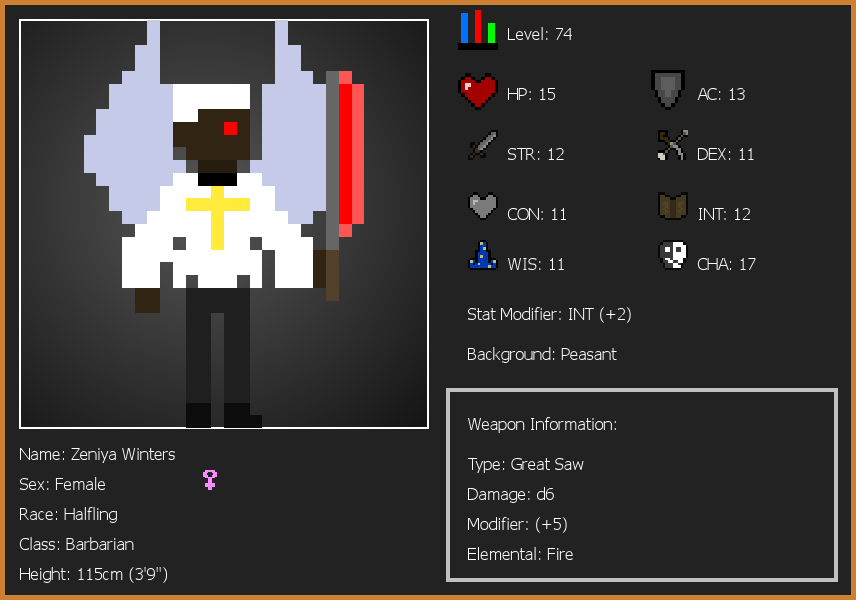 Level: 74
HP: 15
AC: 13
STR: 12
DEX: 11
CON: 11
INT: 12
WIS: 11
CHA: 17
Stat Modifier: INT (+2)
Background: Peasant
Weapon Information:
Type: Great Saw
Damage: d6
Modifier: (+5)
Elemental: Fire
Name: Zeniya Winters
Sex: Female
Race: Halfling
Class: Barbarian
Height: 115cm (3'9")